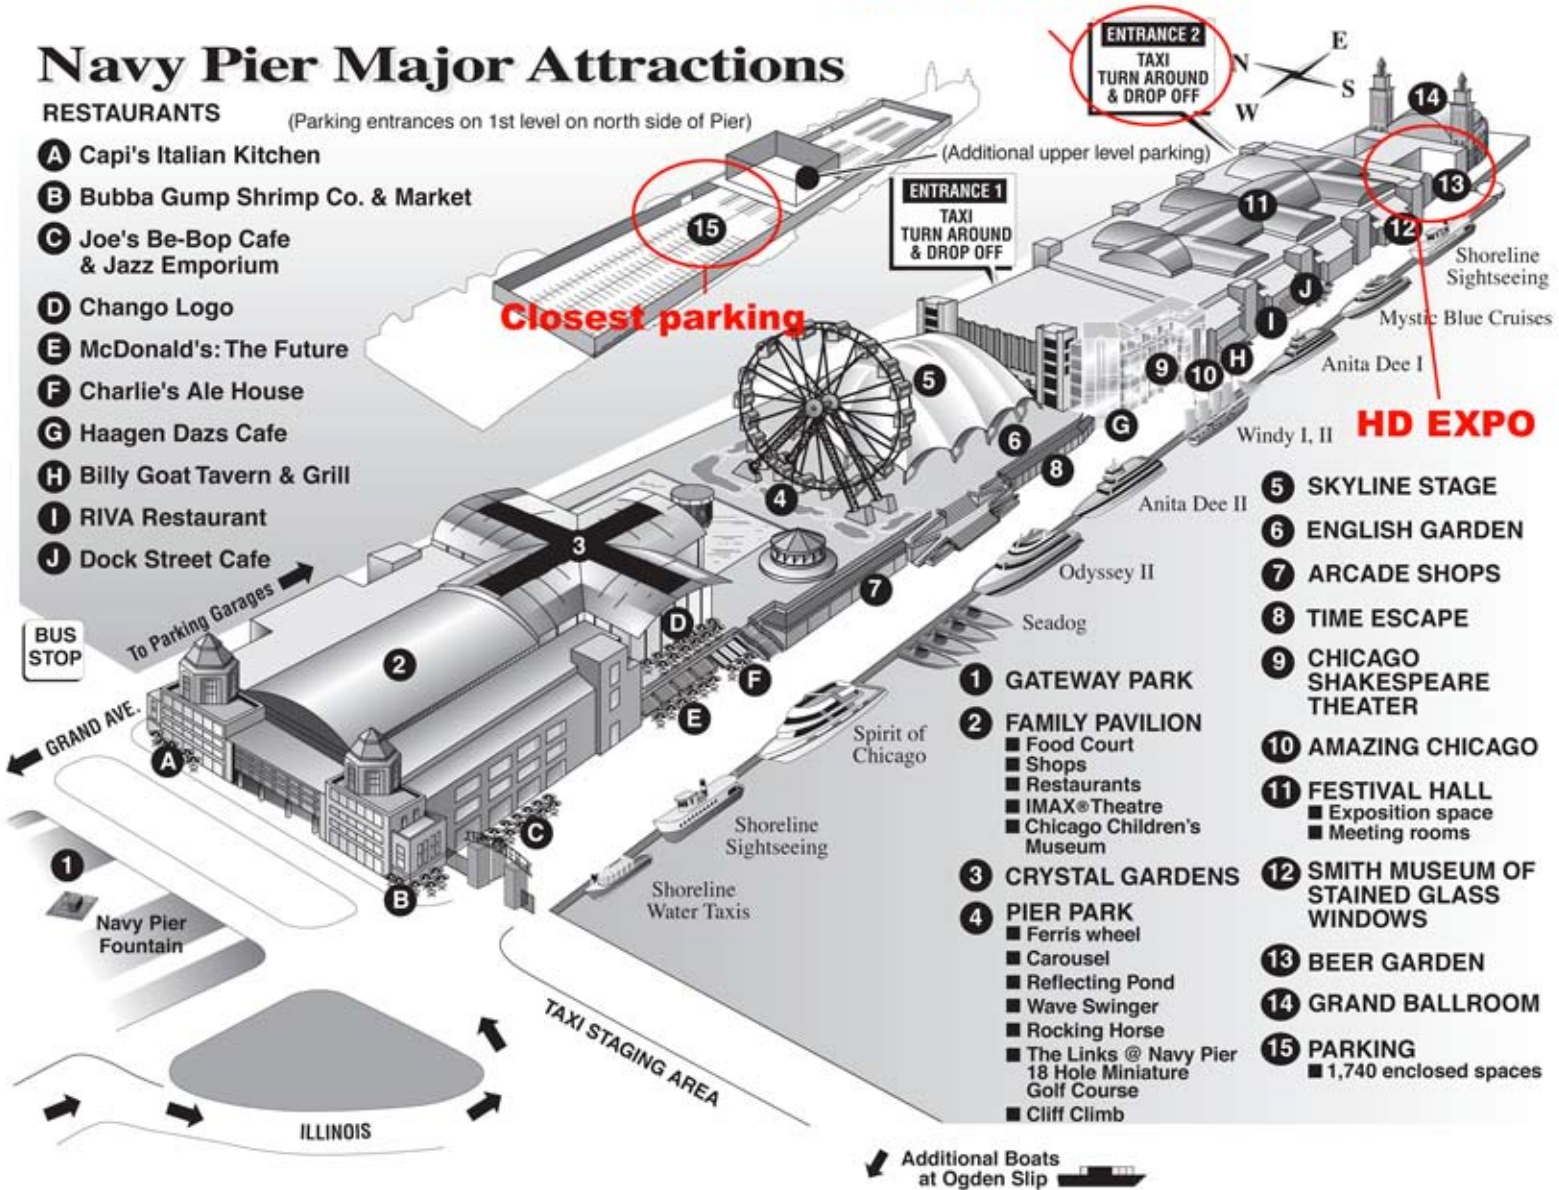 Navy Pier Major Attractions
RESTAURANTS
(Parking entrances on 1st level on north side of Pier)
A Capi's Italian Kitchen
B Bubba Gump Shrimp Co. & Market
C Joe's Be-Bop Cafe
& Jazz Emporium
D Chango Logo
E McDonald's: The Future
F Charlie's Ale House
G Haagen Dazs Cafe
H Billy Goat Tavern & Grill
I RIVA Restaurant
J Dock Street Cafe
ENTRANCE 2
TAXI
TURN AROUND
& DROP OFF
N
E
S
W
(Additional upper level parking)
ENTRANCE 1
TAXI
TURN AROUND
& DROP OFF
15
Closest parking
14
13
12
11
J
I
H
10
9
G
5
6
8
4
7
3
2
D
F
E
C
A
B
1
Shoreline
Sightseeing
Mystic Blue Cruises
Anita Dee I
HD EXPO
Windy I, II
Anita Dee II
Odyssey II
Seadog
Spirit of
Chicago
Shoreline
Sightseeing
Shoreline
Water Taxis
To Parking Garages
BUS
STOP
GRAND AVE.
Navy Pier
Fountain
TAXI STAGING AREA
ILLINOIS
1 GATEWAY PARK
2 FAMILY PAVILION
■ Food Court
■ Shops
■ Restaurants
■ IMAX® Theatre
■ Chicago Children's
Museum
3 CRYSTAL GARDENS
4 PIER PARK
■ Ferris wheel
■ Carousel
■ Reflecting Pond
■ Wave Swinger
■ Rocking Horse
■ The Links @ Navy Pier
18 Hole Miniature
Golf Course
■ Cliff Climb
5 SKYLINE STAGE
6 ENGLISH GARDEN
7 ARCADE SHOPS
8 TIME ESCAPE
9 CHICAGO
SHAKESPEARE
THEATER
10 AMAZING CHICAGO
11 FESTIVAL HALL
■ Exposition space
■ Meeting rooms
12 SMITH MUSEUM OF
STAINED GLASS
WINDOWS
13 BEER GARDEN
14 GRAND BALLROOM
15 PARKING
■ 1,740 enclosed spaces
Additional Boats
at Ogden Slip